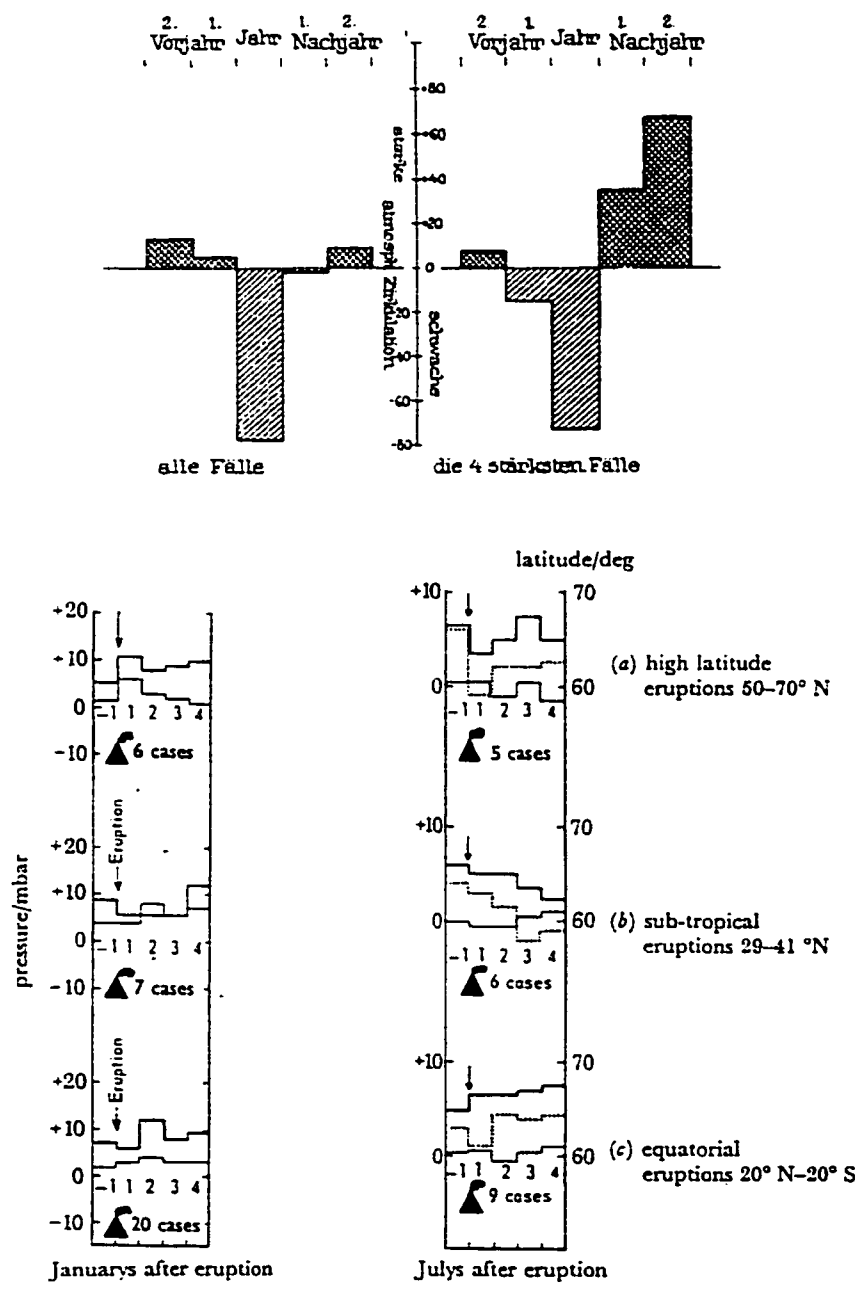 2. 1. 1. 2.
Vorjahr Jahr Nachjahr
2 1. 1. 2.
Vorjahr Jahr Nachjahr
+80
+60
+40
+20
0
-20
-40
-60
-80
starke
schwache
atmosph Zirkulation
alle Fälle
die 4 stärksten Fälle
latitude/deg
pressure/mbar
+20
+10
0
-10
-1 1 2 3 4
6 cases
+10
0
70
60
-1 1 2 3 4
5 cases
(a) high latitude
eruptions 50–70° N
Eruption
+20
+10
0
-10
-1 1 2 3 4
7 cases
+10
0
70
60
-1 1 2 3 4
6 cases
(b) sub-tropical
eruptions 29–41 °N
Eruption
+20
+10
0
-10
-1 1 2 3 4
20 cases
+10
0
70
60
-1 1 2 3 4
9 cases
(c) equatorial
eruptions 20° N–20° S
Januarys after eruption
Julys after eruption